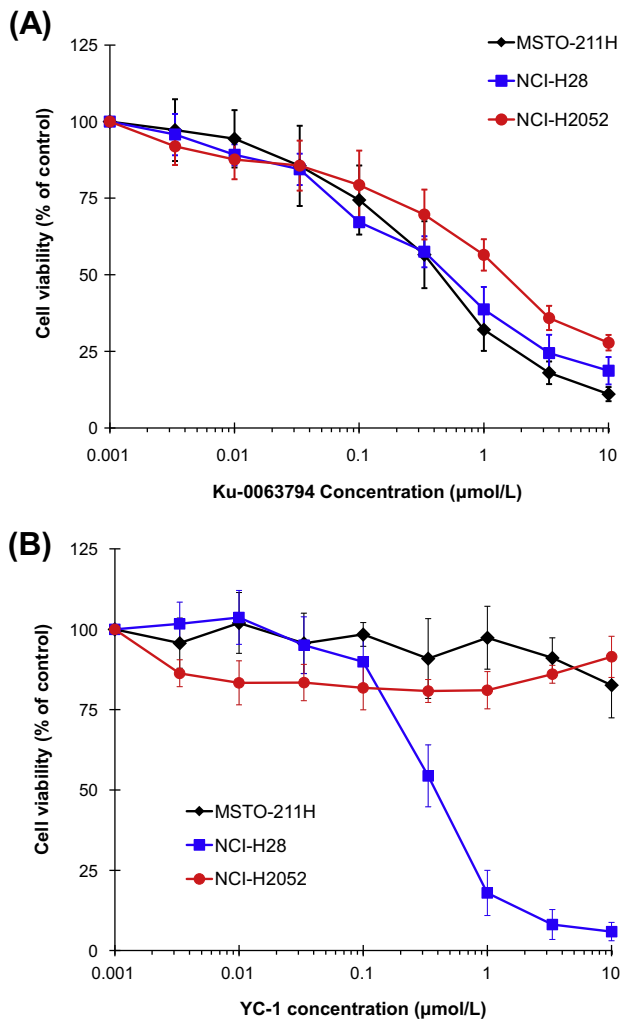 (A)
125
100
75
50
25
0
Cell viability (% of control)
MSTO-211H
NCI-H28
NCI-H2052
0.001 0.01 0.1 1 10
Ku-0063794 Concentration (µmol/L)
(B)
125
100
75
50
25
0
Cell viability (% of control)
MSTO-211H
NCI-H28
NCI-H2052
0.001 0.01 0.1 1 10
YC-1 concentration (µmol/L)